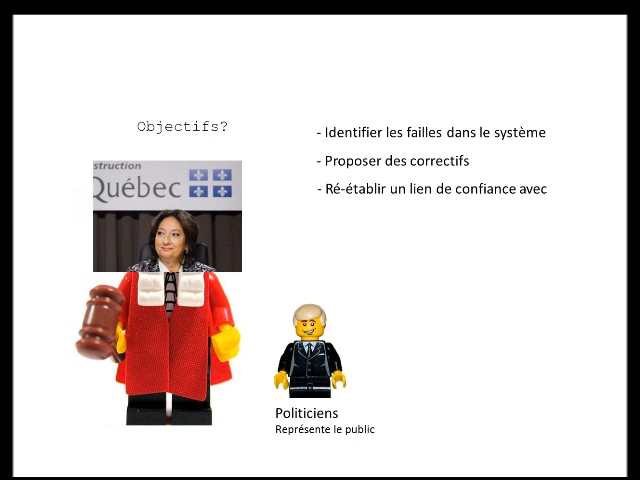 Objectifs?
- Identifier les failles dans le système
- Proposer des correctifs
- Ré-établir un lien de confiance avec
struction
Québec
Politiciens
Représente le public